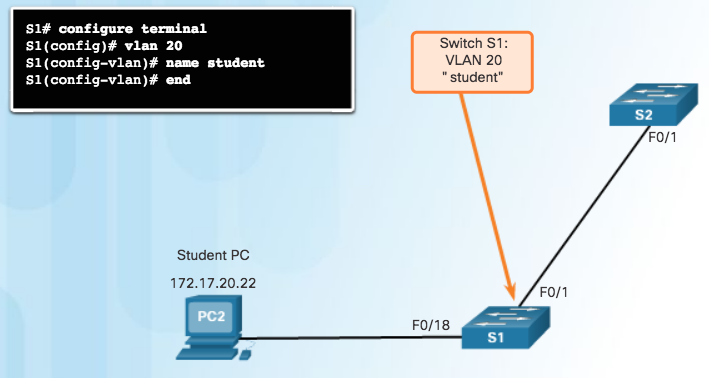 S1# configure terminal
S1(config)# vlan 20
S1(config-vlan)# name student
S1(config-vlan)# end
Switch S1:
VLAN 20
"student"
S2
F0/1
Student PC
172.17.20.22
PC2
F0/18
F0/1
S1